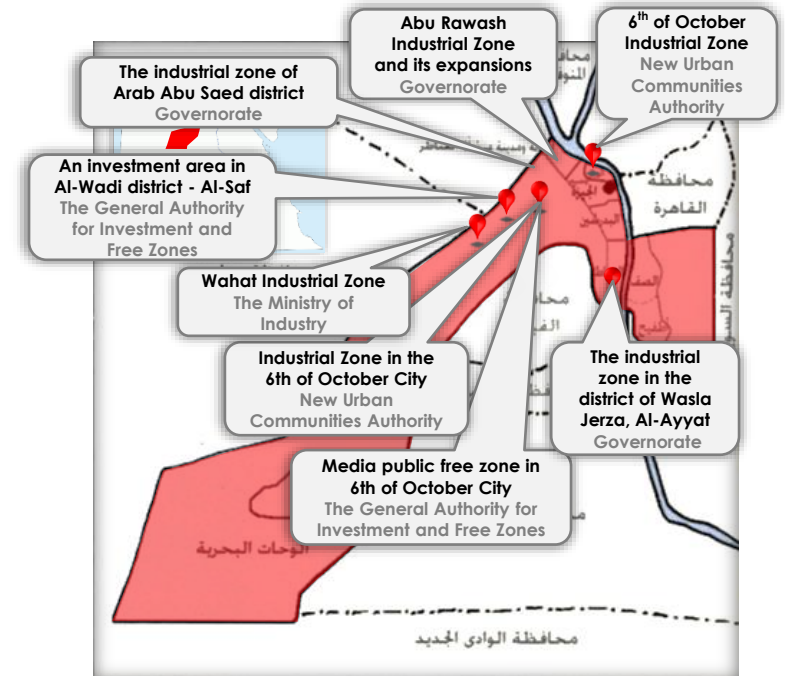 Abu Rawash
Industrial Zone
and its expansions
Governorate
6th of October
Industrial Zone
New Urban
Communities
Authority
The industrial zone of
Arab Abu Saed district
Governorate
An investment area in
Al-Wadi district - Al-Saf
The General Authority
for Investment and
Free Zones
محافظة
القاهرة
الجيزة
البدرشين
Wahat Industrial Zone
The Ministry of
Industry
Industrial Zone in the
6th of October City
New Urban
Communities Authority
The industrial
zone in the
district of Wasla
Jerza, Al-Ayyat
Governorate
Media public free zone in
6th of October City
The General Authority for
Investment and Free Zones
الواحات البحرية
محافظة الوادى الجديد